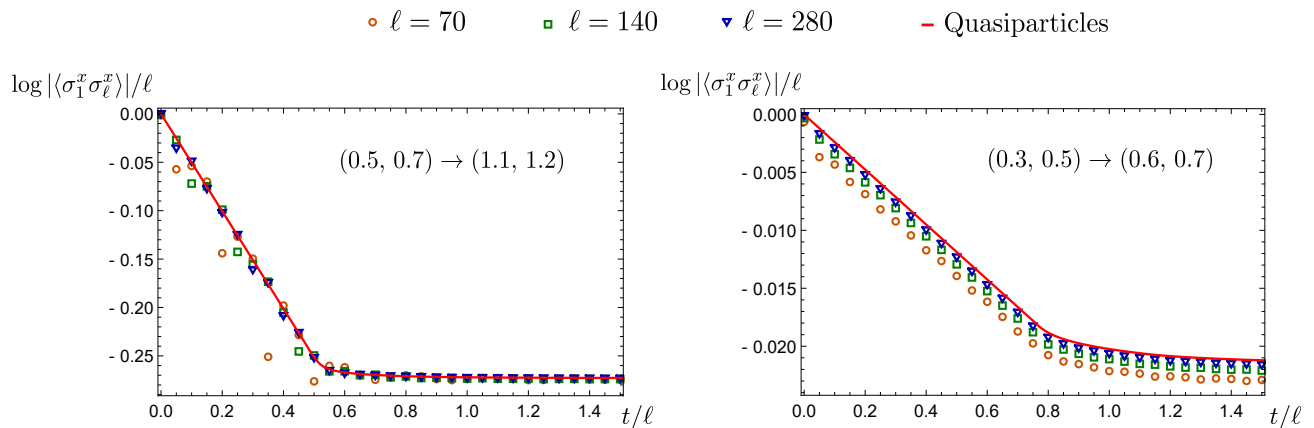 ℓ = 70 ℓ = 140 ℓ = 280 Quasiparticles
log |⟨σ₁ˣσ_ℓˣ⟩|/ℓ
0.00
- 0.05
- 0.10
- 0.15
- 0.20
- 0.25
(0.5, 0.7) → (1.1, 1.2)
0.0 0.2 0.4 0.6 0.8 1.0 1.2 1.4 t/ℓ
log |⟨σ₁ˣσ_ℓˣ⟩|/ℓ
0.000
- 0.005
- 0.010
- 0.015
- 0.020
(0.3, 0.5) → (0.6, 0.7)
0.0 0.2 0.4 0.6 0.8 1.0 1.2 1.4 t/ℓ